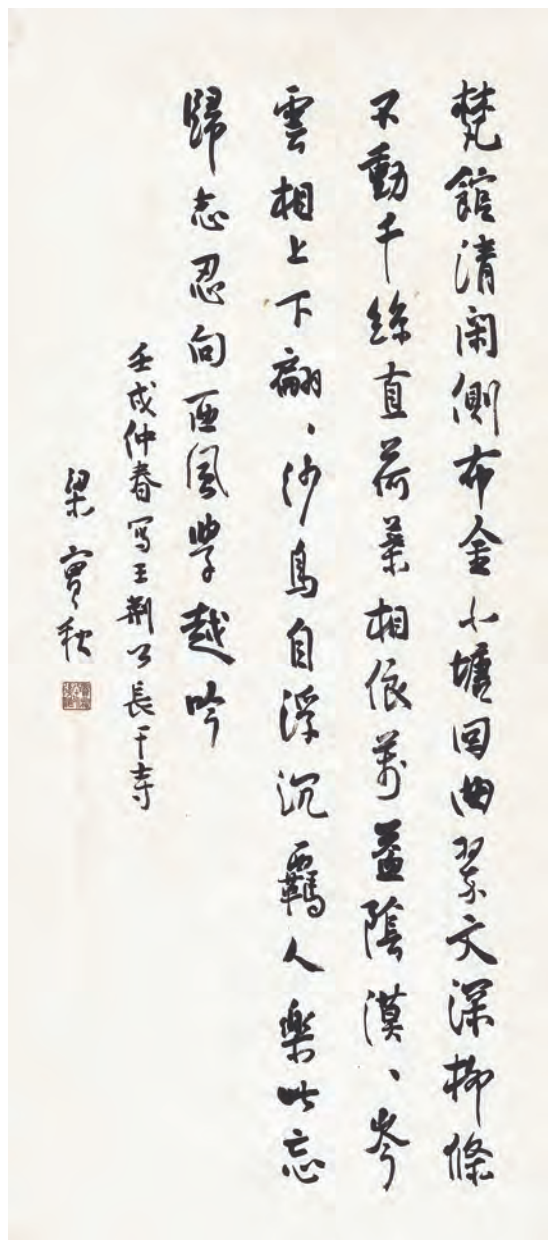 梵館清閑側布金小塘回曲翠文深柳條
不動千絲直荷葉相依萬蓋陰漠、岑
雲相上下翩、沙鳥自浮沉羈人樂此忘
歸志忍向西風學越吟
壬戌仲春寫王荊公長干寺
梁實秋